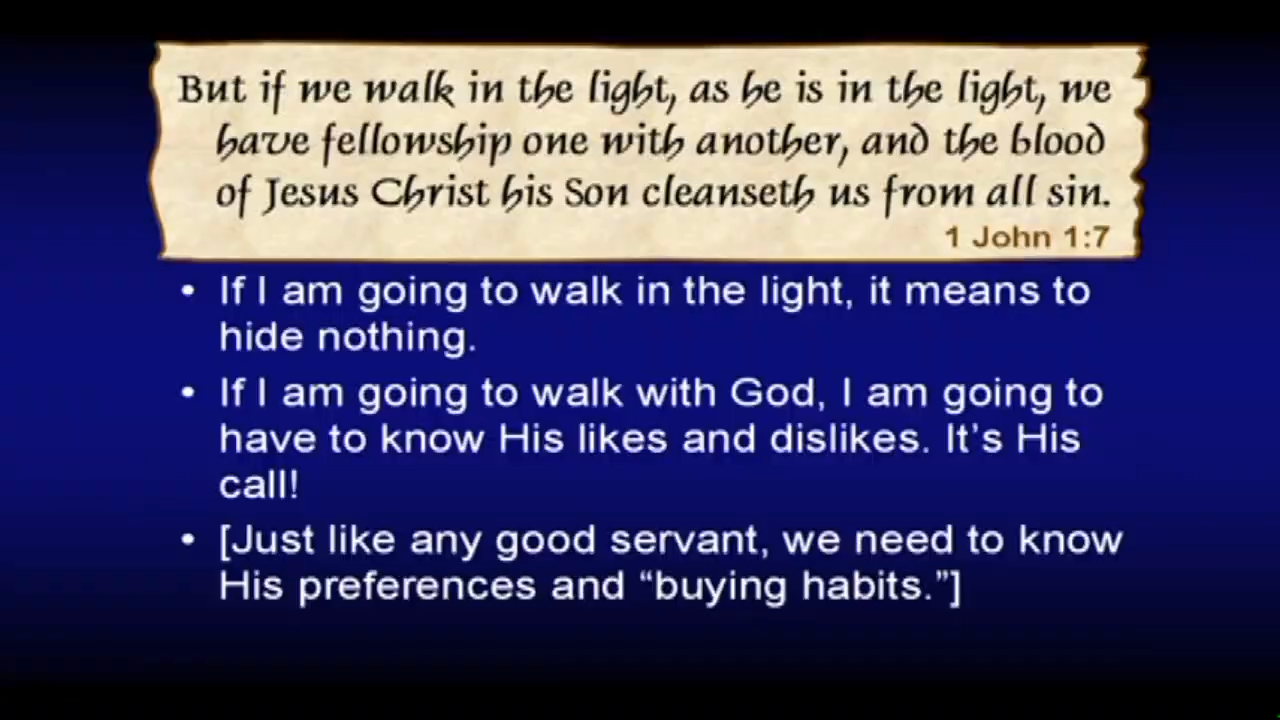 But if we walk in the light, as he is in the light, we
have fellowship one with another, and the blood
of Jesus Christ his Son cleanseth us from all sin.
1 John 1:7
• If I am going to walk in the light, it means to
hide nothing.
• If I am going to walk with God, I am going to
have to know His likes and dislikes. It’s His
call!
• [Just like any good servant, we need to know
His preferences and “buying habits.”]